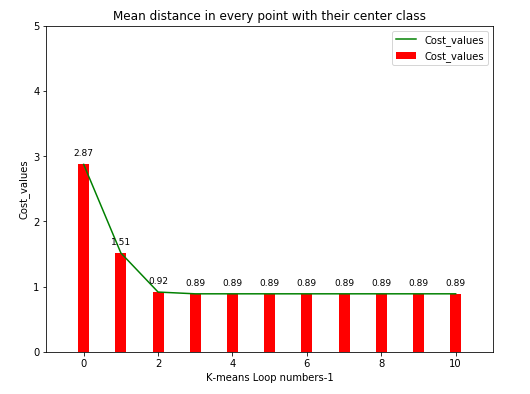 Mean distance in every point with their center class
5
4
3
2
1
0
Cost_values
Cost_values
Cost_values
2.87
1.51
0.92
0.89
0.89
0.89
0.89
0.89
0.89
0.89
0.89
0 2 4 6 8 10
K-means Loop numbers-1